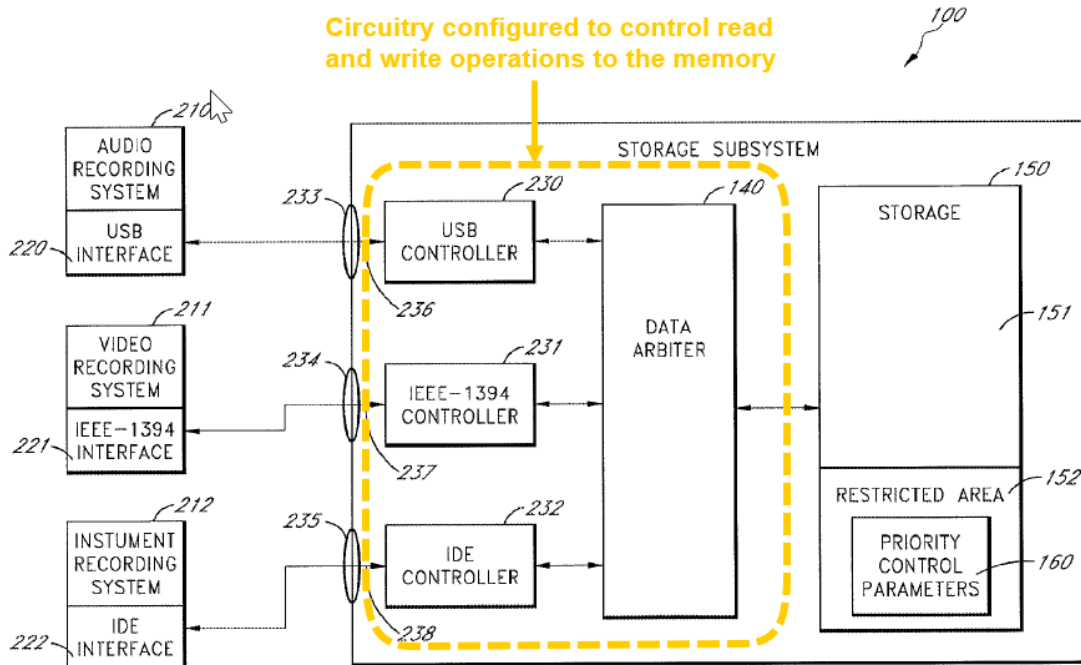 Circuitry configured to control read
and write operations to the memory
100
210
AUDIO
RECORDING
SYSTEM
USB
INTERFACE
220
211
VIDEO
RECORDING
SYSTEM
IEEE-1394
INTERFACE
221
212
INSTUMENT
RECORDING
SYSTEM
IDE
INTERFACE
222
STORAGE SUBSYSTEM
233
230
USB
CONTROLLER
236
234
231
IEEE-1394
CONTROLLER
237
235
232
IDE
CONTROLLER
238
140
DATA
ARBITER
150
STORAGE
151
152
RESTRICTED AREA
PRIORITY
CONTROL
PARAMETERS
160